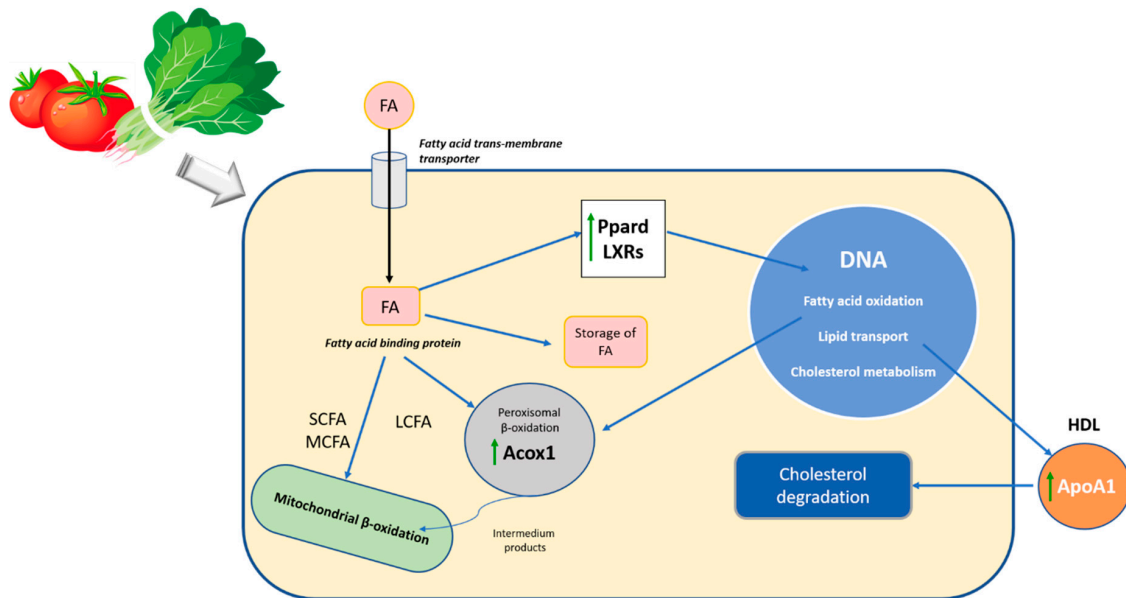 FA
Fatty acid trans-membrane
transporter
Ppard
LXRs
DNA
Fatty acid oxidation
Lipid transport
Cholesterol metabolism
FA
Fatty acid binding protein
Storage of
FA
SCFA
MCFA
LCFA
Peroxisomal
β-oxidation
Acox1
Mitochondrial β-oxidation
Intermedium
products
Cholesterol
degradation
HDL
ApoA1